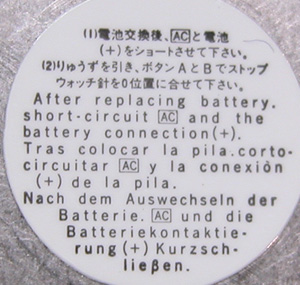 (1)電池交換後、ACと電池
(+)をショートさせて下さい。
(2)りゅうずを引き、ボタンAとBでストップ
ウォッチ針を0位置に合せて下さい。
After replacing battery.
short-circuit AC and the
battery connection(+).
Tras colocar la pila.corto-
circuitar AC y la conexión
(+) de la pila.
Nach dem Auswechseln der
Batterie. AC und die
Batteriekontaktie-
rung(+) Kurzsch-
ließen.